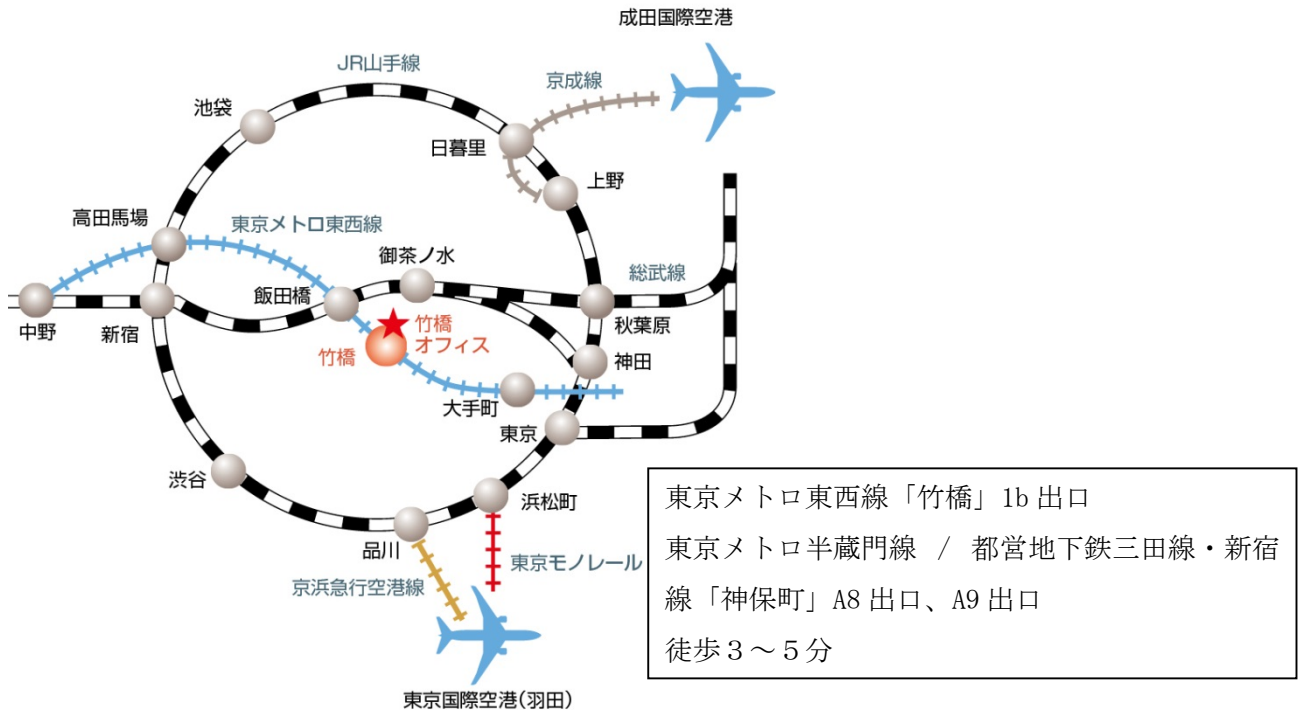 成田国際空港
JR山手線
京成線
池袋
日暮里
上野
高田馬場
東京メトロ東西線
御茶ノ水
総武線
飯田橋
中野
新宿
秋葉原
竹橋
オフィス
竹橋
神田
大手町
東京
渋谷
浜松町
品川
東京モノレール
京浜急行空港線
東京国際空港(羽田)
東京メトロ東西線「竹橋」1b 出口
東京メトロ半蔵門線 / 都営地下鉄三田線・新宿
線「神保町」A8 出口、A9 出口
徒歩３～５分